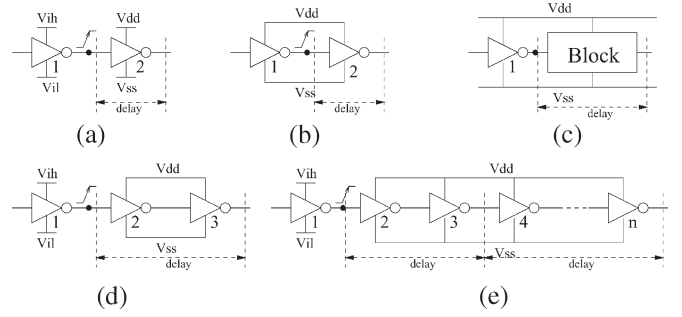 Vih Vdd
1 2
Vil Vss
delay
(a)
Vdd
1 2
Vss
delay
(b)
Vdd
1 Block
Vss
delay
(c)
Vih Vdd
1 2 3
Vil Vss
delay
(d)
Vih Vdd
1 2 3 4 n
Vil Vss
delay delay
(e)